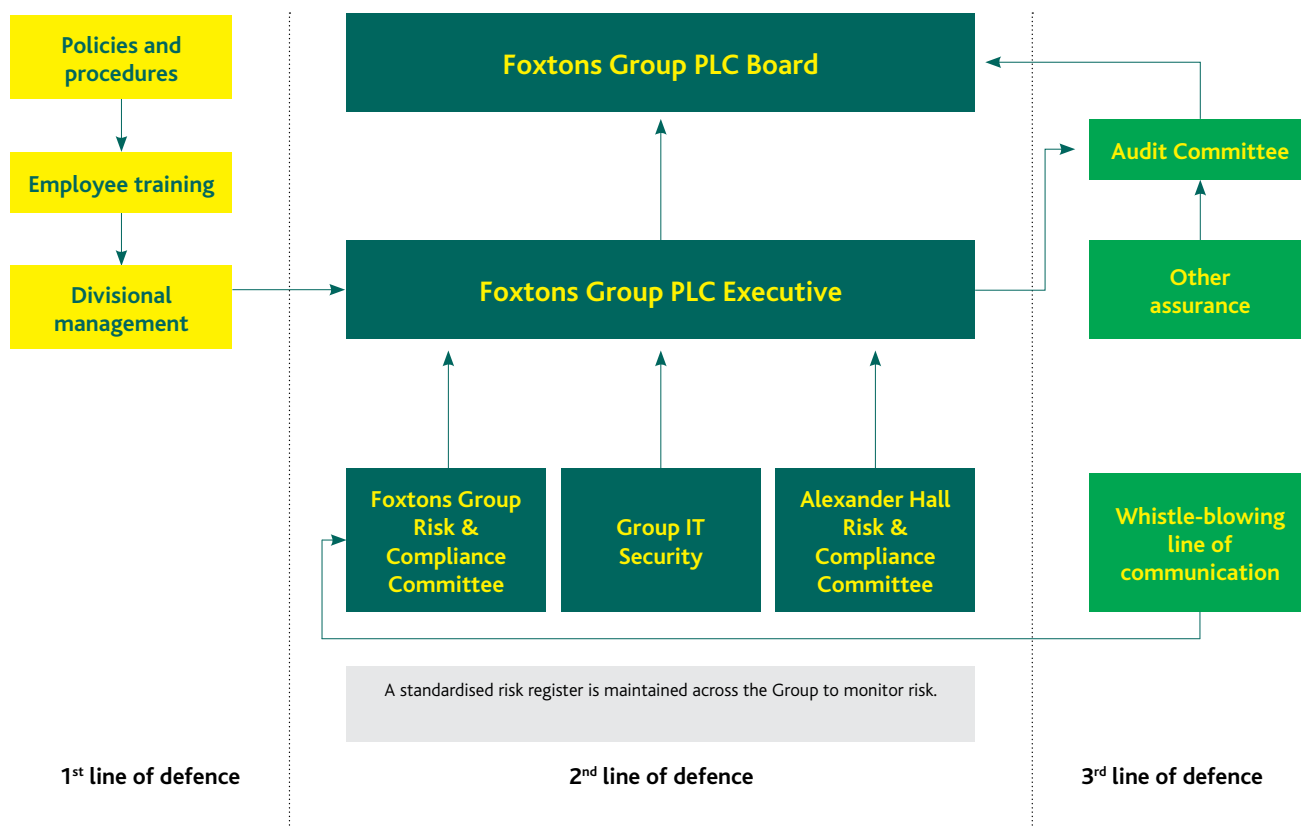 Policies and
procedures
Employee training
Divisional
management
Foxtons Group PLC Board
Foxtons Group PLC Executive
Foxtons Group
Risk &
Compliance
Committee
Group IT
Security
Alexander Hall
Risk &
Compliance
Committee
A standardised risk register is maintained across the Group to monitor risk.
Audit Committee
Other
assurance
Whistle-blowing
line of
communication
1st line of defence
2nd line of defence
3rd line of defence